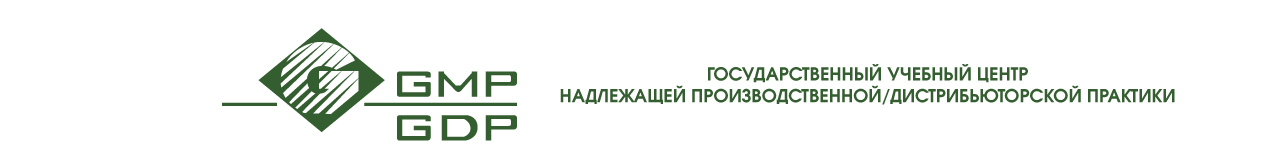 G
GMP
GDP
ГОСУДАРСТВЕННЫЙ УЧЕБНЫЙ ЦЕНТР
НАДЛЕЖАЩЕЙ ПРОИЗВОДСТВЕННОЙ/ДИСТРИБЬЮТОРСКОЙ ПРАКТИКИ